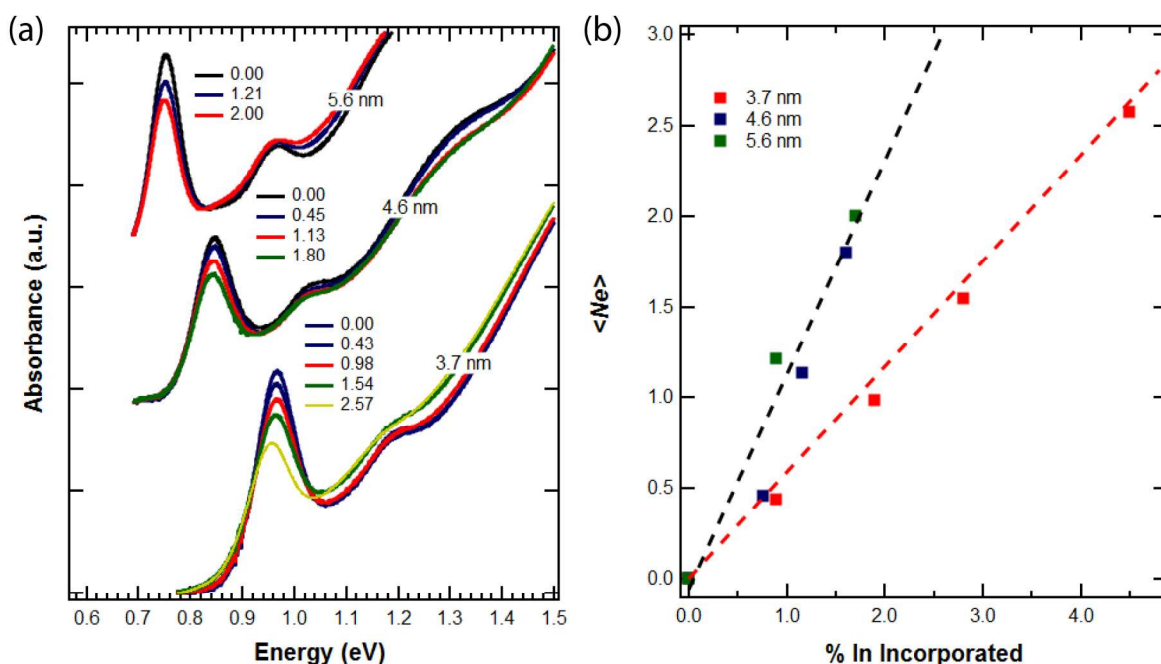 (a)
0.00
1.21
2.00
5.6 nm
0.00
0.45
1.13
1.80
4.6 nm
0.00
0.43
0.98
1.54
2.57
3.7 nm
Absorbance (a.u.)
0.6 0.7 0.8 0.9 1.0 1.1 1.2 1.3 1.4 1.5
Energy (eV)
(b)
3.0
2.5
2.0
1.5
1.0
0.5
0.0
3.7 nm
4.6 nm
5.6 nm
<Ne>
0.0 1.0 2.0 3.0 4.0
% In Incorporated